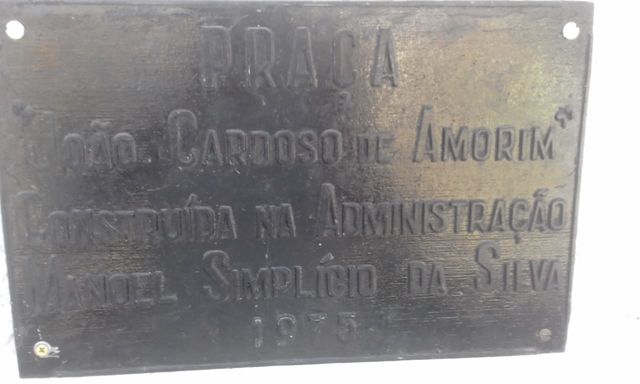 PRAÇA
"JOÃO CARDOSO DE AMORIM"
CONSTRUÍDA NA ADMINISTRAÇÃO
MANOEL SIMPLÍCIO DA SILVA
1975